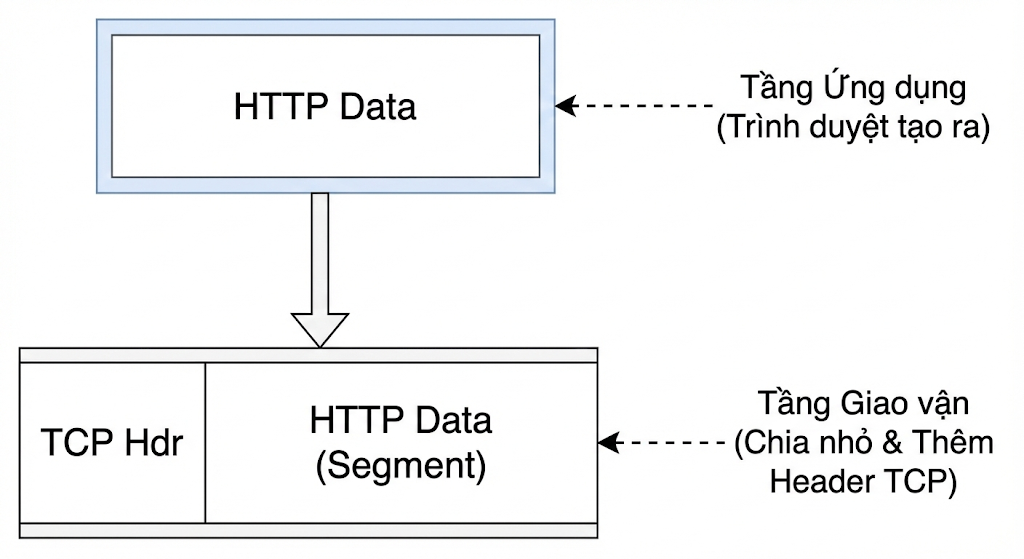 HTTP Data
Tầng Ứng dụng
(Trình duyệt tạo ra)
TCP Hdr
HTTP Data
(Segment)
Tầng Giao vận
(Chia nhỏ & Thêm
Header TCP)